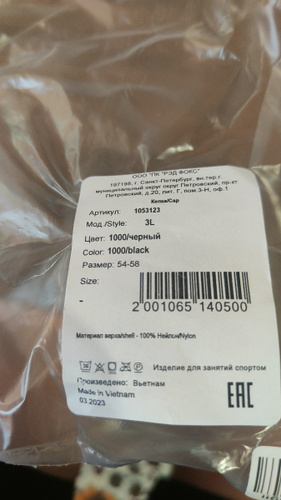 ООО "ПК "РЭД ФОКС"
197198, г. Санкт-Петербург, вн.тер.г.
муниципальный округ округ Петровский, пр-кт
Петровский, д.20, лит. Г, пом.3-Н, оф.1
Кепка/Cap
Артикул: 1053123
Мод./Style: 3L
Цвет: 1000/черный
Color: 1000/black
Размер: 54-58
Size:
-
2 001065 140500
Материал верха/shell - 100% Нейлон/Nylon
Изделие для занятий спортом
Произведено: Вьетнам
Made in Vietnam
03.2023
EAC